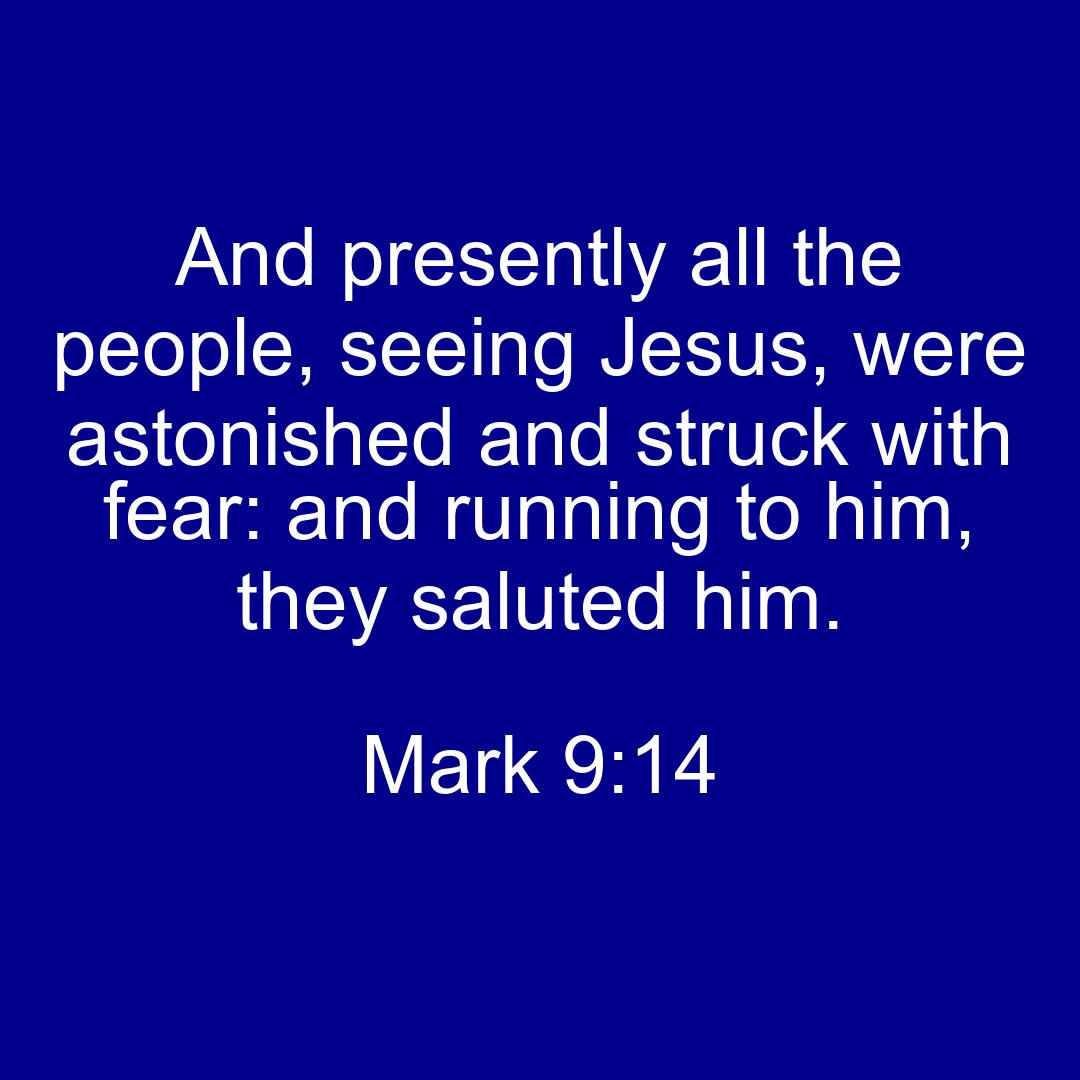 And presently all the
people, seeing Jesus, were
astonished and struck with
fear: and running to him,
they saluted him.
Mark 9:14